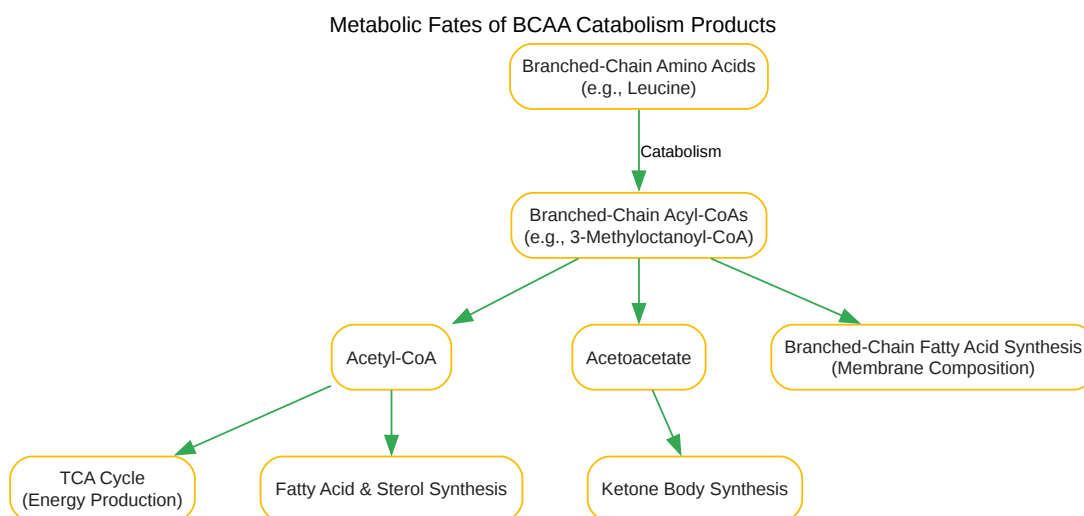 Metabolic Fates of BCAA Catabolism Products
Branched-Chain Amino Acids
(e.g., Leucine)
Catabolism
Branched-Chain Acyl-CoAs
(e.g., 3-Methyloctanoyl-CoA)
Acetyl-CoA
Acetoacetate
Branched-Chain Fatty Acid Synthesis
(Membrane Composition)
TCA Cycle
(Energy Production)
Fatty Acid & Sterol Synthesis
Ketone Body Synthesis